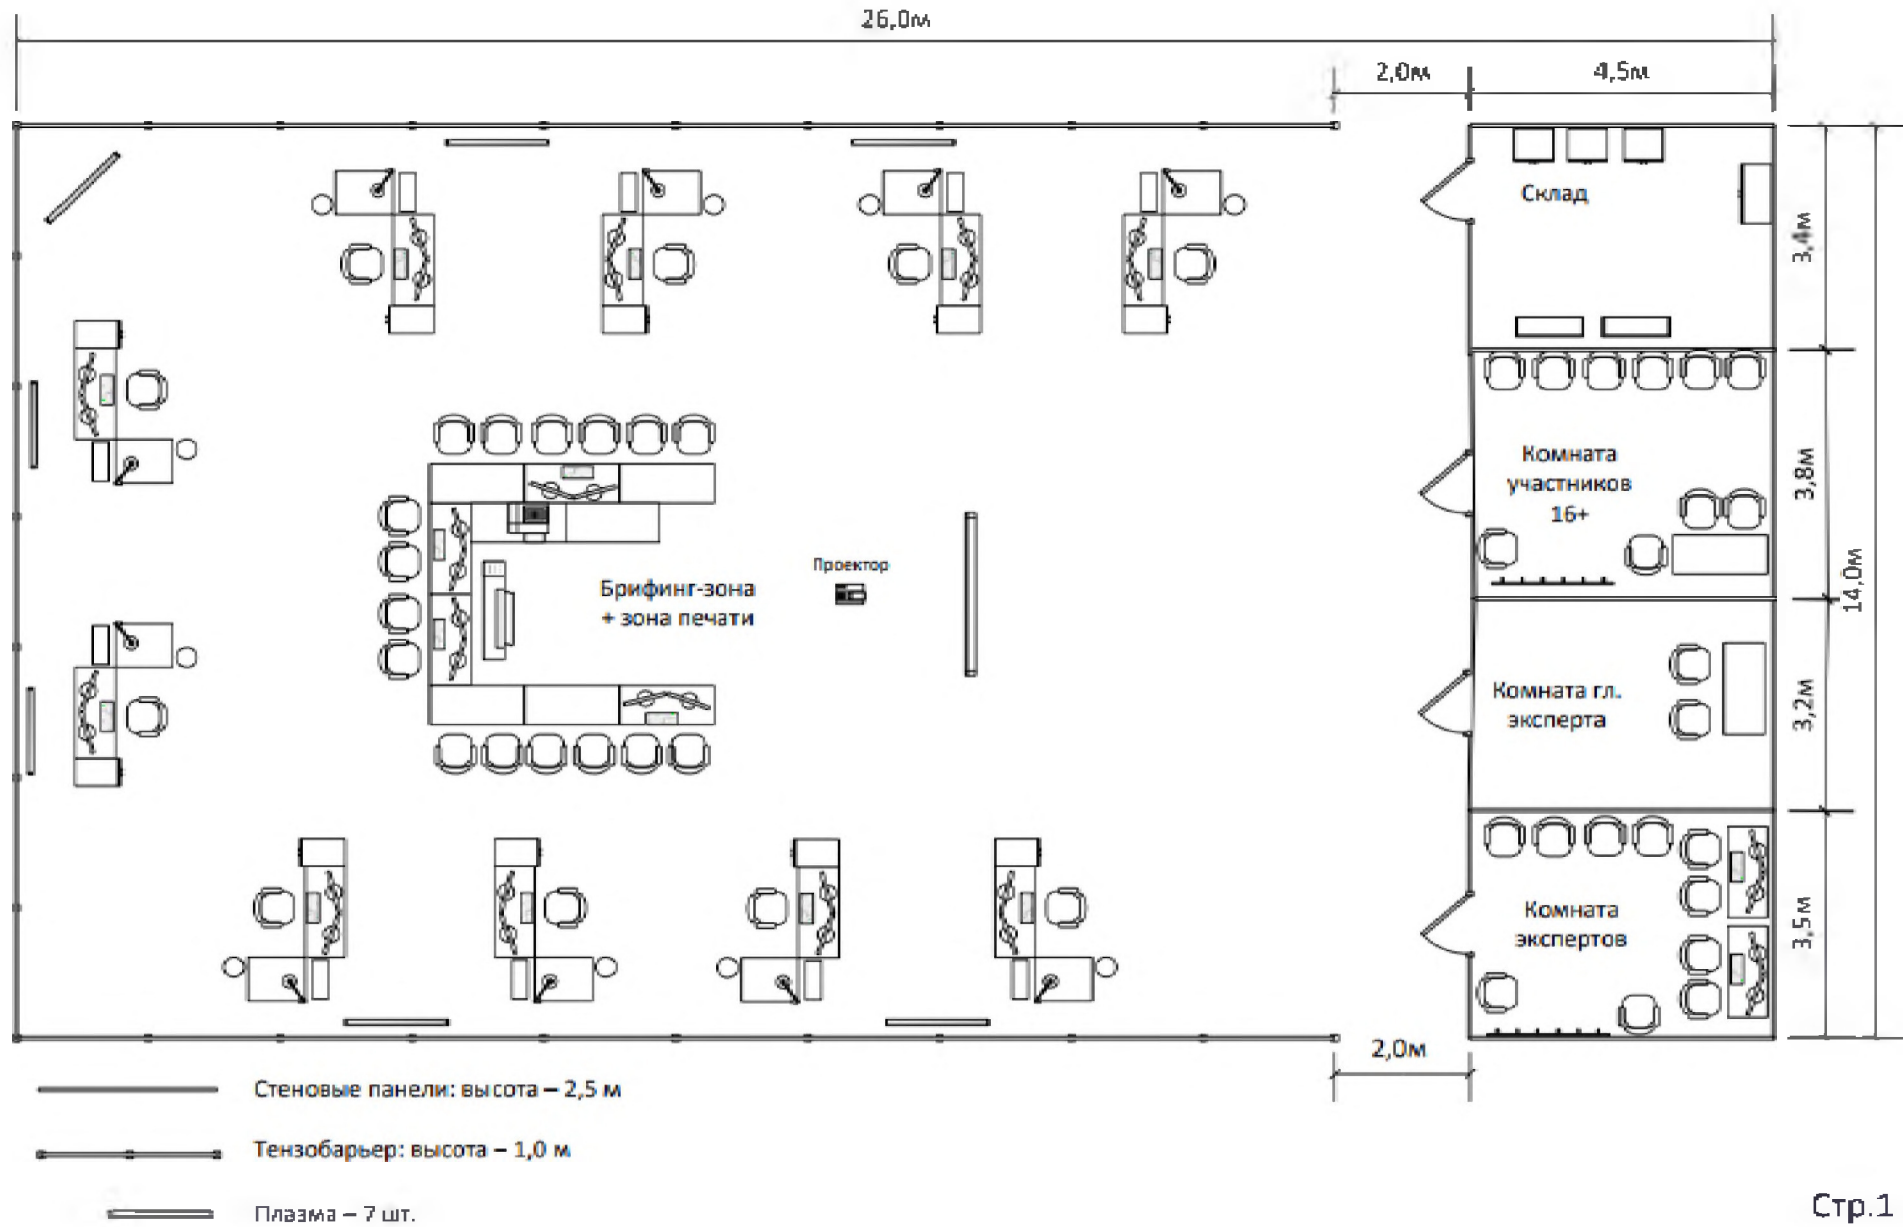 26,0м
2,0м
4,5м
Склад
3,4м
Комната
участников
16+
3,8м
Проектор
Брифинг-зона
+ зона печати
14,0м
Комната гл.
эксперта
3,2м
Комната
экспертов
3,5м
2,0м
Стеновые панели: высота – 2,5 м
Тензобарьер: высота – 1,0 м
Плазма – 7 шт.
Стр.1